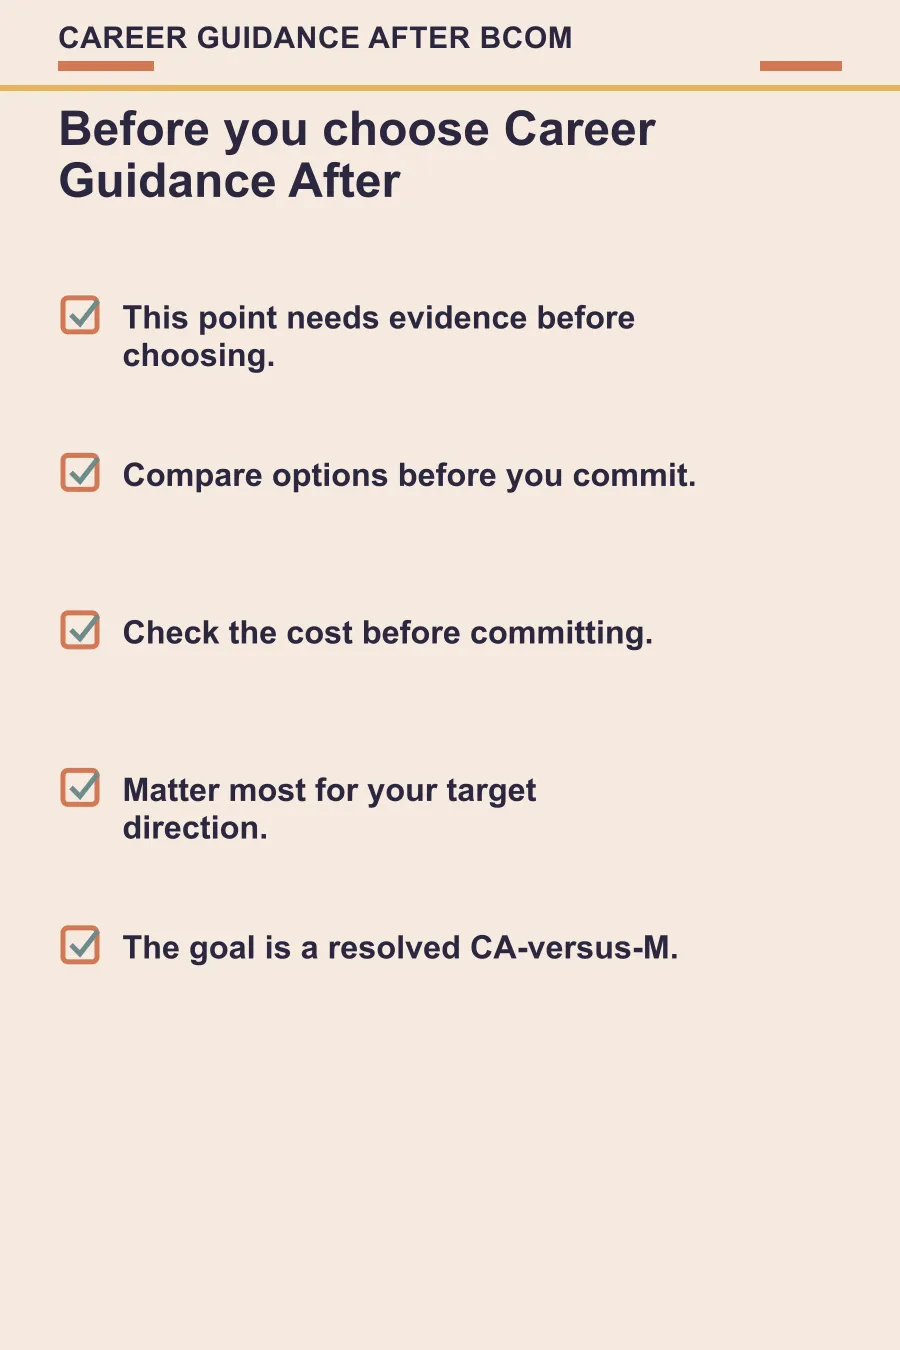 CAREER GUIDANCE AFTER BCOM
Before you choose Career
Guidance After
This point needs evidence before
choosing.
Compare options before you commit.
Check the cost before committing.
Matter most for your target
direction.
The goal is a resolved CA-versus-M.